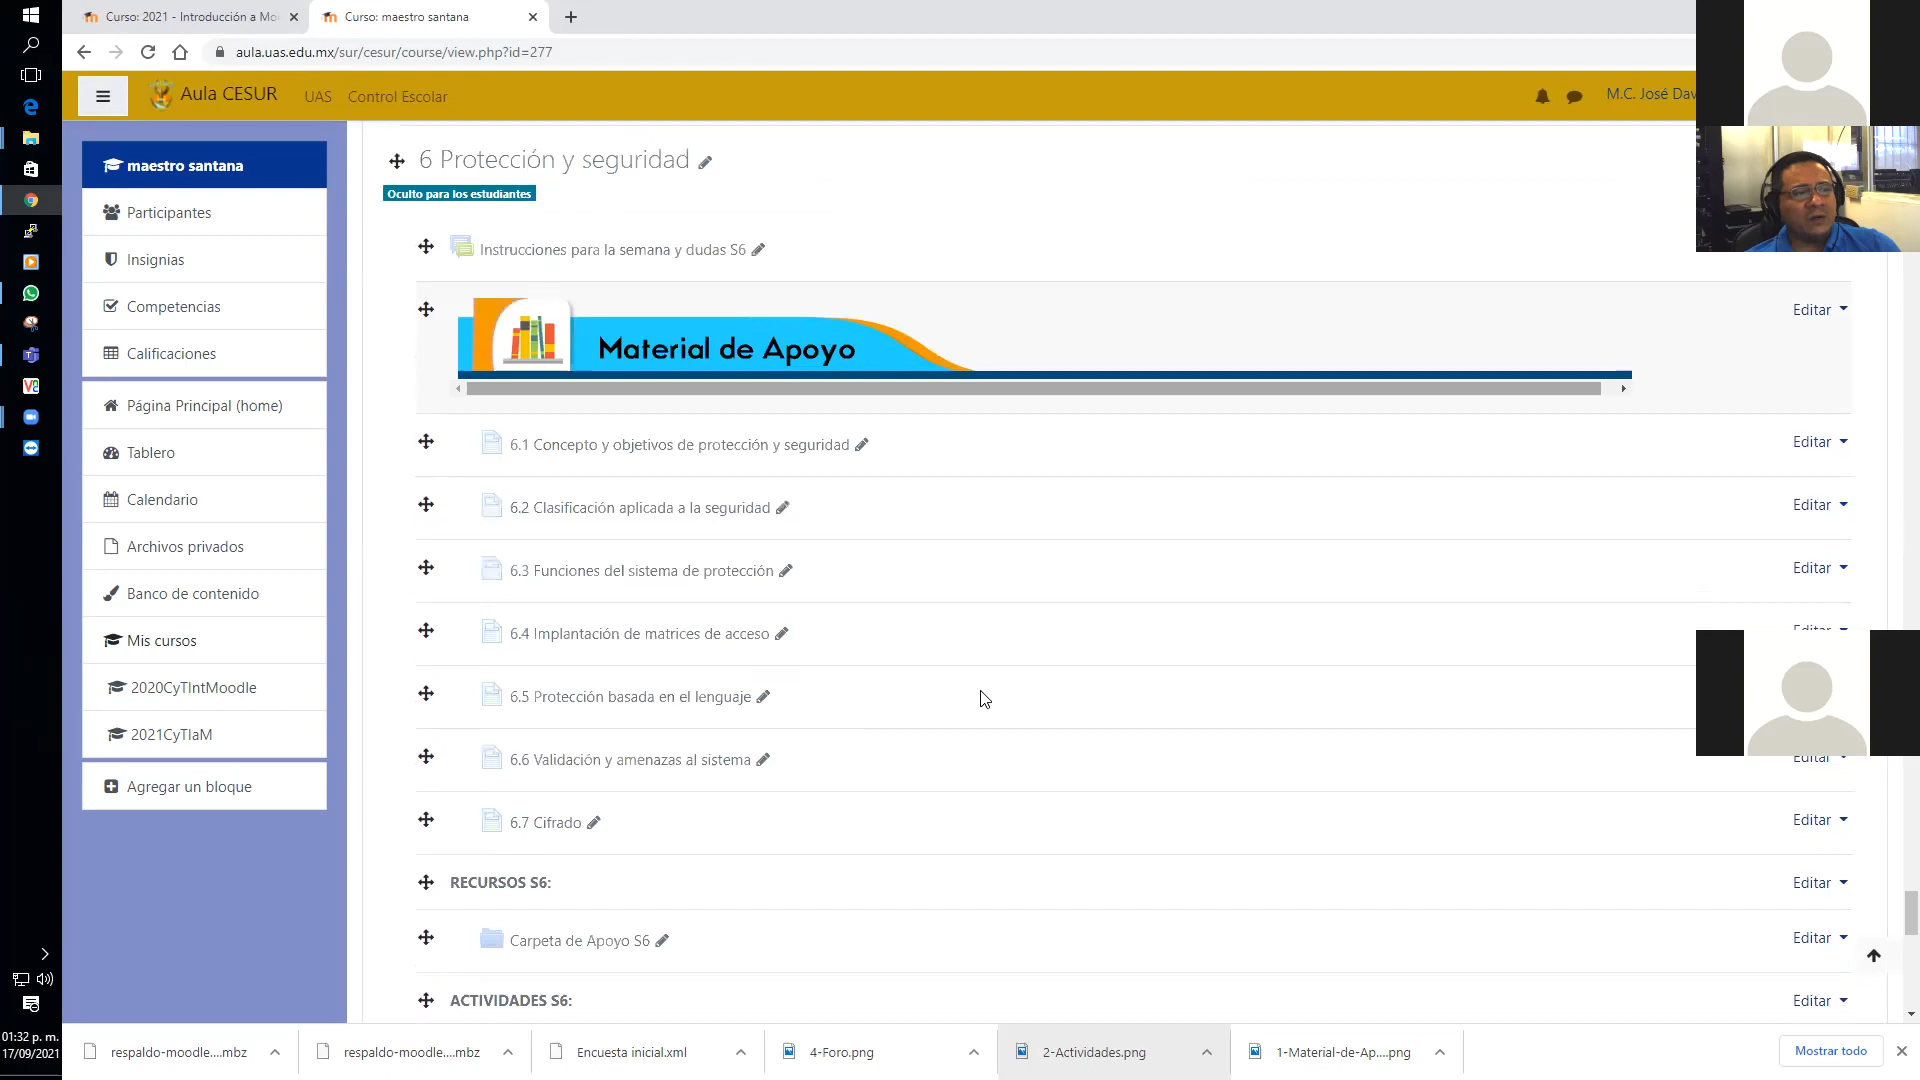 Curso: 2021 - Introducción a Mo
Curso: maestro santana
aula.uas.edu.mx/sur/cesur/course/view.php?id=277
Aula CESUR
UAS
Control Escolar
M.C. José Dav
maestro santana
Participantes
Insignias
Competencias
Calificaciones
Página Principal (home)
Tablero
Calendario
Archivos privados
Banco de contenido
Mis cursos
2020CyTIntMoodle
2021CyTIaM
Agregar un bloque
6 Protección y seguridad
Oculto para los estudiantes
Instrucciones para la semana y dudas S6
Material de Apoyo
Editar
6.1 Concepto y objetivos de protección y seguridad
Editar
6.2 Clasificación aplicada a la seguridad
Editar
6.3 Funciones del sistema de protección
Editar
6.4 Implantación de matrices de acceso
Editar
6.5 Protección basada en el lenguaje
6.6 Validación y amenazas al sistema
Editar
6.7 Cifrado
Editar
RECURSOS S6:
Editar
Carpeta de Apoyo S6
Editar
ACTIVIDADES S6:
Editar
01:32 p. m.
17/09/2021
respaldo-moodle....mbz
respaldo-moodle....mbz
Encuesta inicial.xml
4-Foro.png
2-Actividades.png
1-Material-de-Ap....png
Mostrar todo